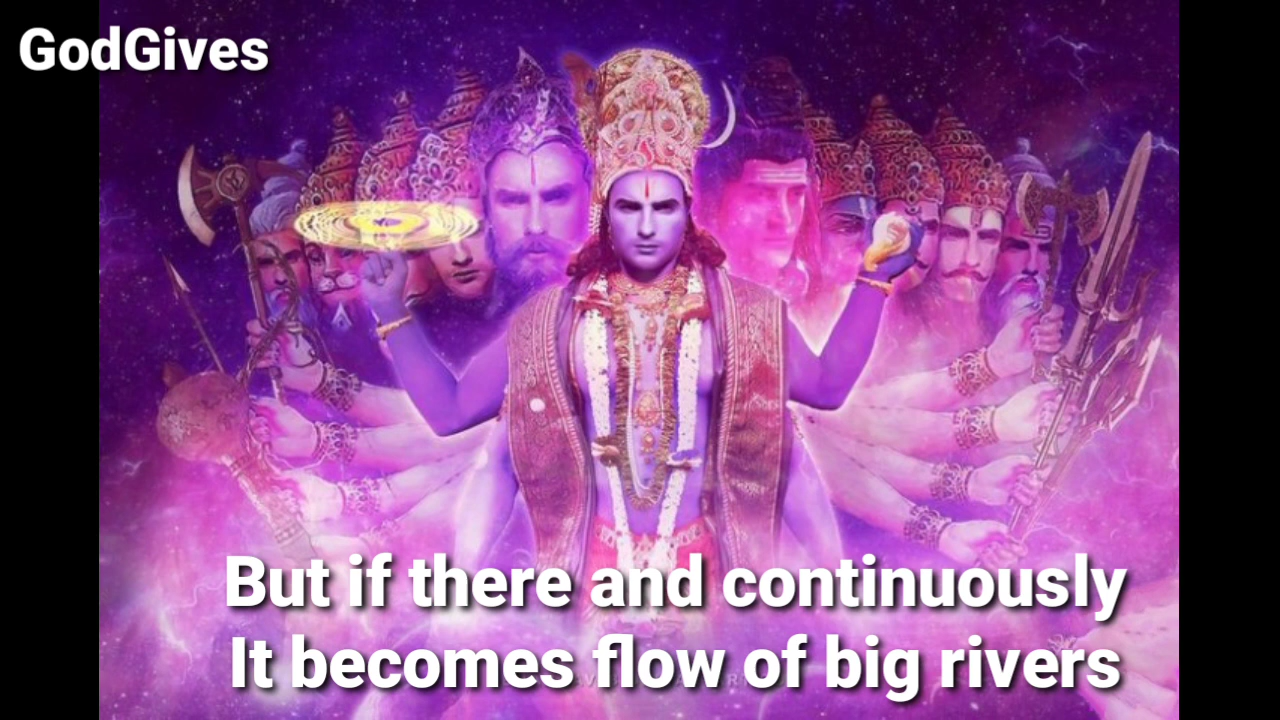 GodGives
But if there and continuously
It becomes flow of big rivers